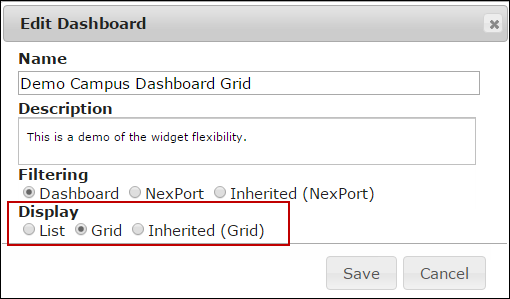 Edit Dashboard
Name
Demo Campus Dashboard Grid
Description
This is a demo of the widget flexibility.
Filtering
Dashboard NexPort Inherited (NexPort)
Display
List Grid Inherited (Grid)
Save Cancel